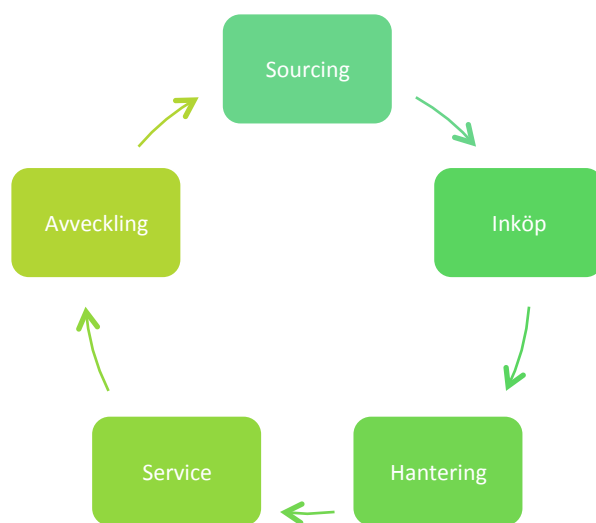 Sourcing
Inköp
Hantering
Service
Avveckling